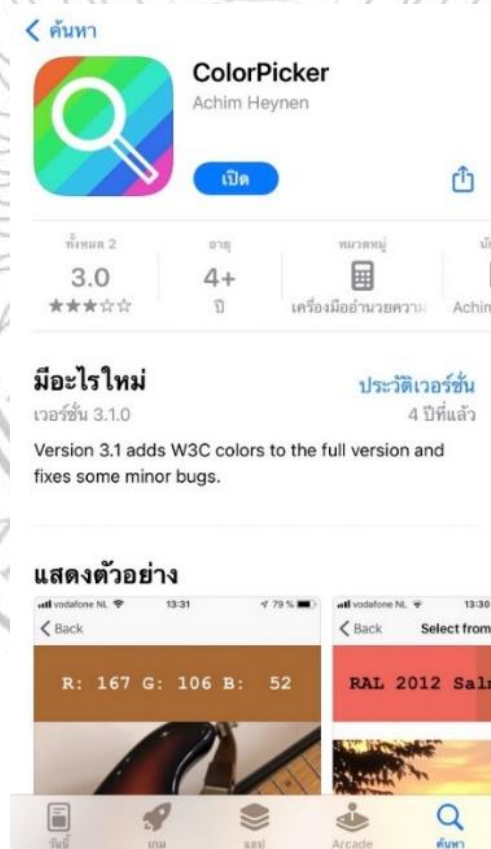 ค้นหา
ColorPicker
Achim Heynen
เปิด
ทั้งหมด 2
อายุ
หมวดหมู่
3.0
4+
★★★☆☆
ปี
เครื่องมืออำนวยความ
Achim
มีอะไรใหม่
ประวัติเวอร์ชั่น
เวอร์ชั่น 3.1.0
4 ปีที่แล้ว
Version 3.1 adds W3C colors to the full version and
fixes some minor bugs.
แสดงตัวอย่าง
vodafone NL
13:31
79 %
vodafone NL
13:30
Back
Back
Select from
R: 167 G: 106 B: 52
RAL 2012 Salm
วันนี้
เกม
แอป
Arcade
ค้นหา